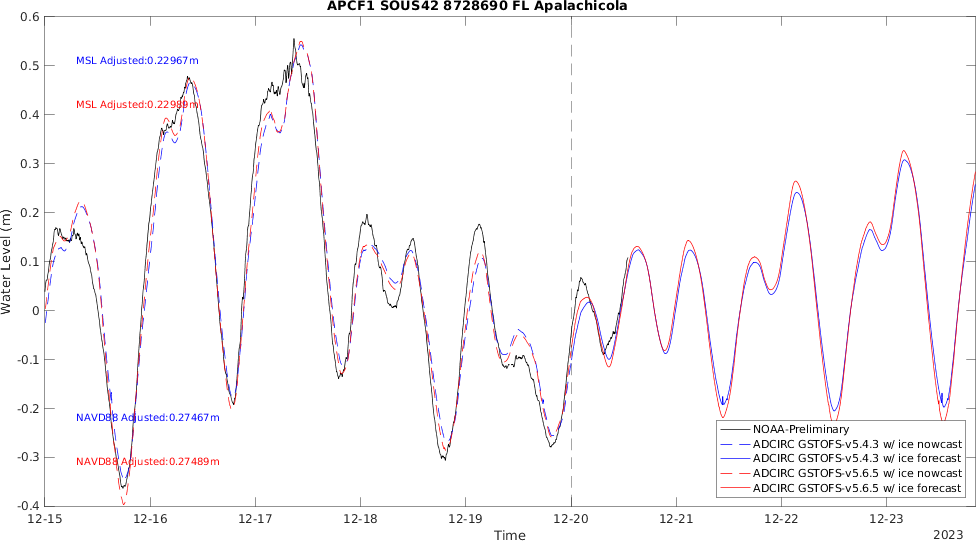 APCF1 SOUS42 8728690 FL Apalachicola
0.6
0.5
0.4
0.3
0.2
0.1
0
-0.1
-0.2
-0.3
-0.4
Water Level (m)
MSL Adjusted:0.22967m
MSL Adjusted:0.22989m
NAVD88 Adjusted:0.27467m
NAVD88 Adjusted:0.27489m
NOAA-Preliminary
ADCIRC GSTOFS-v5.4.3 w/ ice nowcast
ADCIRC GSTOFS-v5.4.3 w/ ice forecast
ADCIRC GSTOFS-v5.6.5 w/ ice nowcast
ADCIRC GSTOFS-v5.6.5 w/ ice forecast
12-15 12-16 12-17 12-18 12-19 12-20 12-21 12-22 12-23
Time
2023